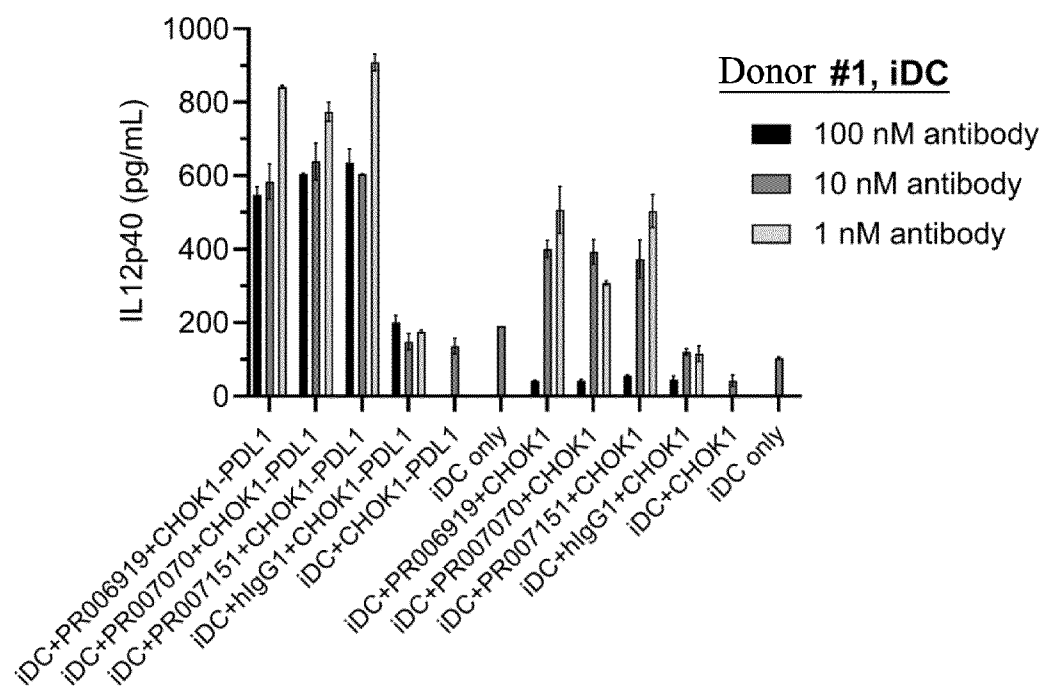 IL12p40 (pg/mL)
1000
800
600
400
200
0
Donor #1, iDC
100 nM antibody
10 nM antibody
1 nM antibody
iDC+PR006919+CHOK1-PDL1
iDC+PR007070+CHOK1-PDL1
iDC+PR007151+CHOK1-PDL1
iDC+hIgG1+CHOK1-PDL1
iDC+CHOK1-PDL1
iDC only
iDC+PR006919+CHOK1
iDC+PR007070+CHOK1
iDC+PR007151+CHOK1
iDC+hIgG1+CHOK1
iDC+CHOK1
iDC only